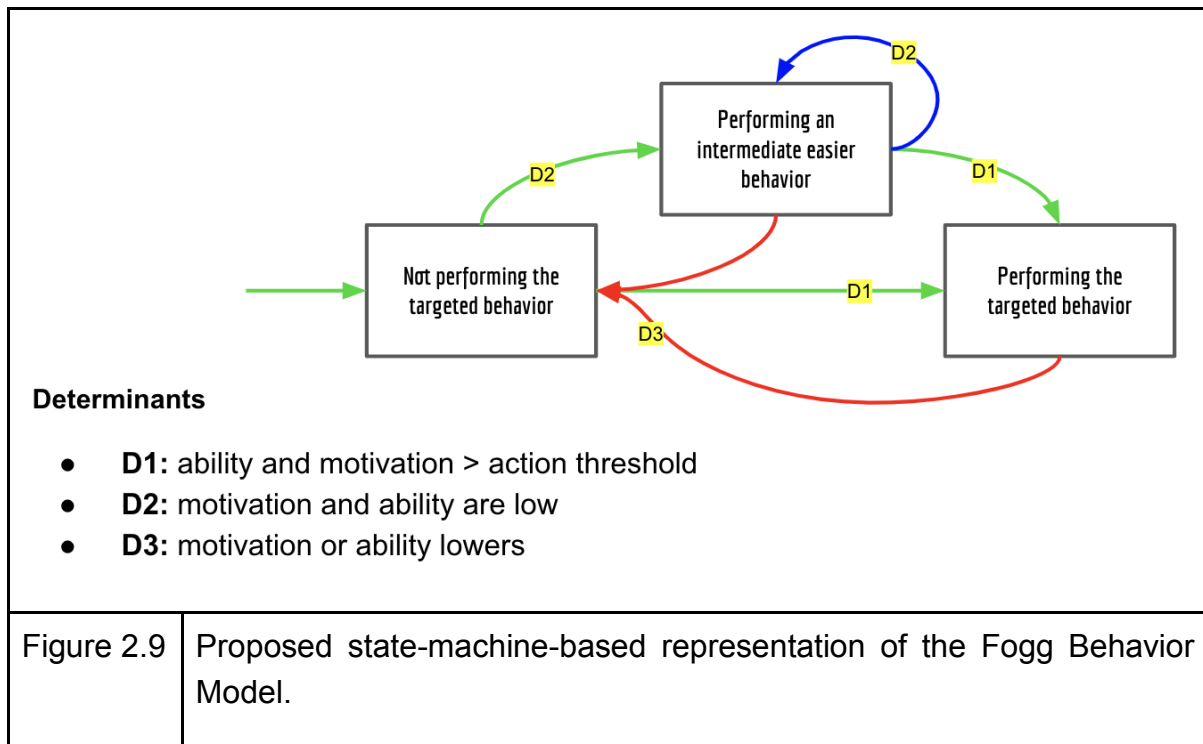 D2
Performing an
intermediate easier
behavior
D2
D1
Not performing the
targeted behavior
D1
Performing the
targeted behavior
D3
Determinants
● D1: ability and motivation > action threshold
● D2: motivation and ability are low
● D3: motivation or ability lowers
Figure 2.9
Proposed state-machine-based representation of the Fogg Behavior
Model.